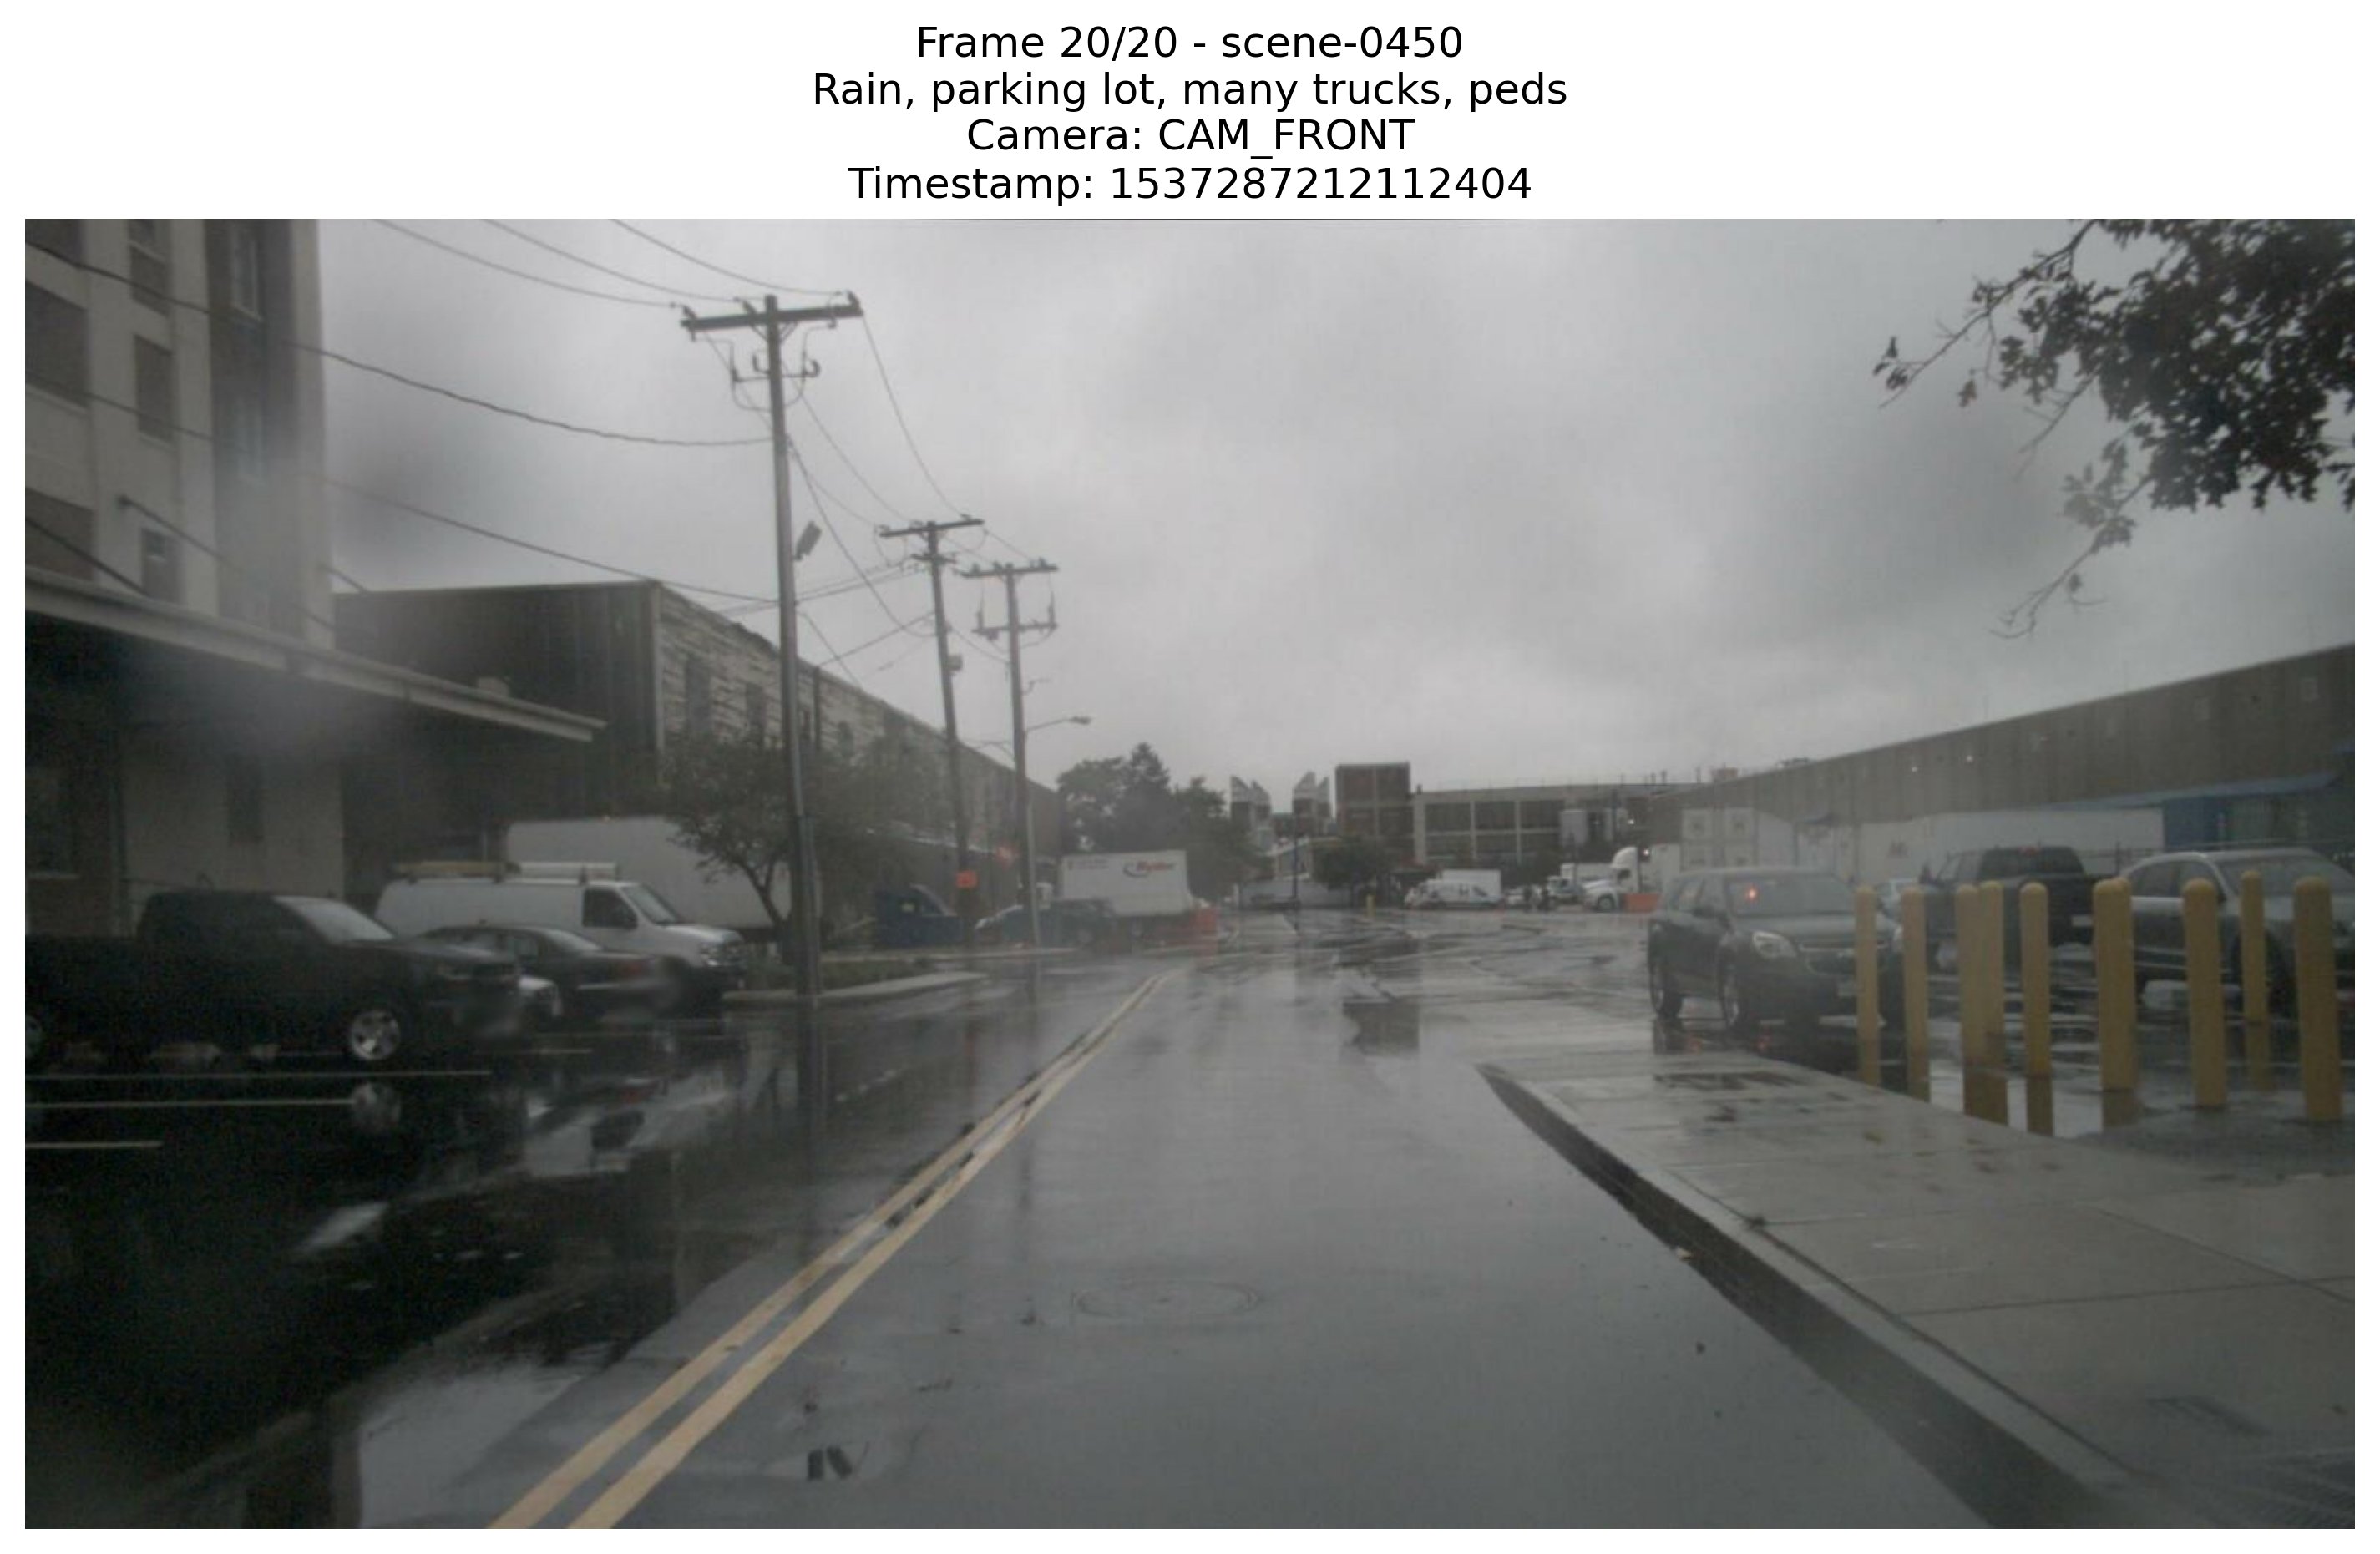 Frame 20/20 - scene-0450
Rain, parking lot, many trucks, peds
Camera: CAM_FRONT
Timestamp: 1537287212112404
Ryder